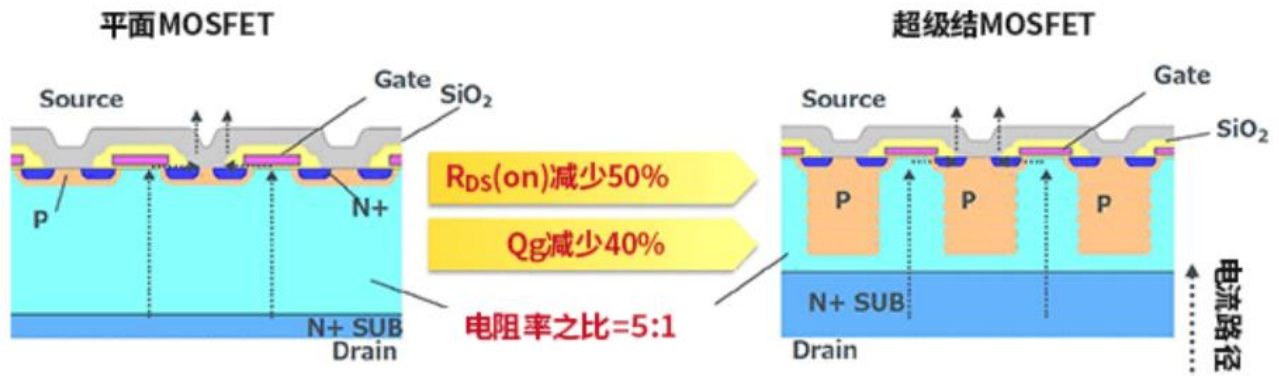 平面MOSFET
Source
Gate
SiO₂
P
N+
N+ SUB
Drain
R_DS(on)减少50%
Qg减少40%
电阻率之比=5:1
超级结MOSFET
Source
Gate
SiO₂
P
P
P
N+ SUB
Drain
电流路径